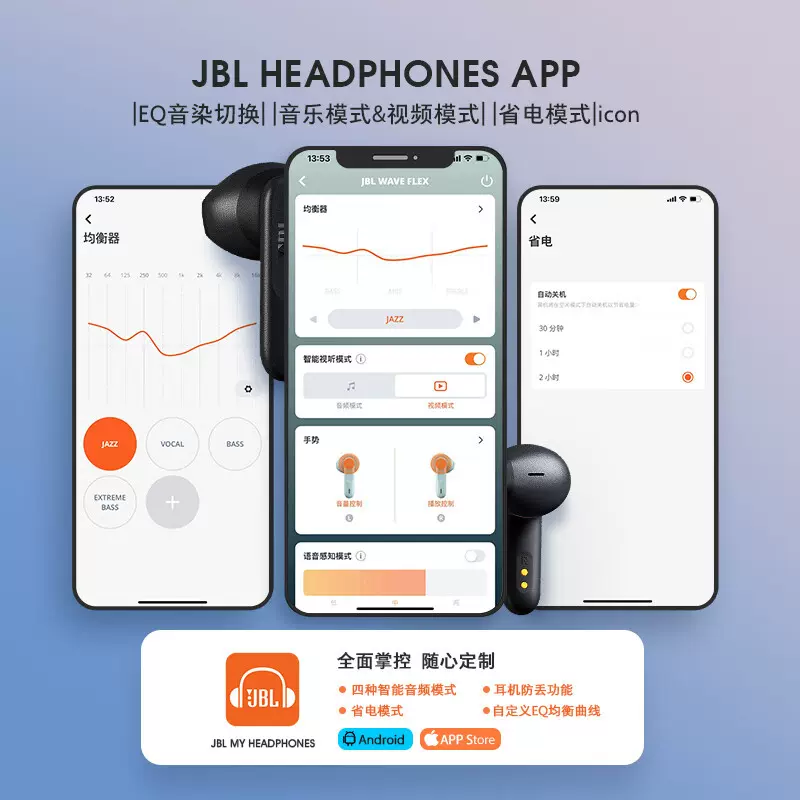 JBL HEADPHONES APP
|EQ音染切换| |音乐模式&视频模式| |省电模式|icon
13:52
均衡器
32 64 125 250 500 1k 2k 4k 8k 16k
JAZZ
VOCAL
BASS
EXTREME
BASS
JBL
13:53
JBL WAVE FLEX
均衡器
BASS MID TREBLE
JAZZ
智能视听模式
音频模式
视频模式
手势
音量控制
播放控制
L
R
语音感知模式
低 中 高
13:59
省电
自动关机
30 分钟
1 小时
2 小时
JBL
JBL MY HEADPHONES
全面掌控 随心定制
四种智能音频模式
耳机防丢功能
省电模式
自定义EQ均衡曲线
Android
APP Store